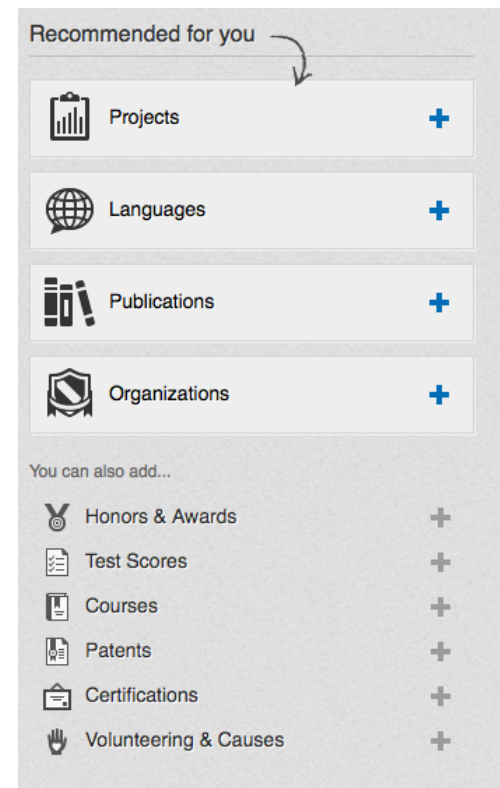 Recommended for you
Projects
Languages
Publications
Organizations
You can also add...
Honors & Awards
Test Scores
Courses
Patents
Certifications
Volunteering & Causes